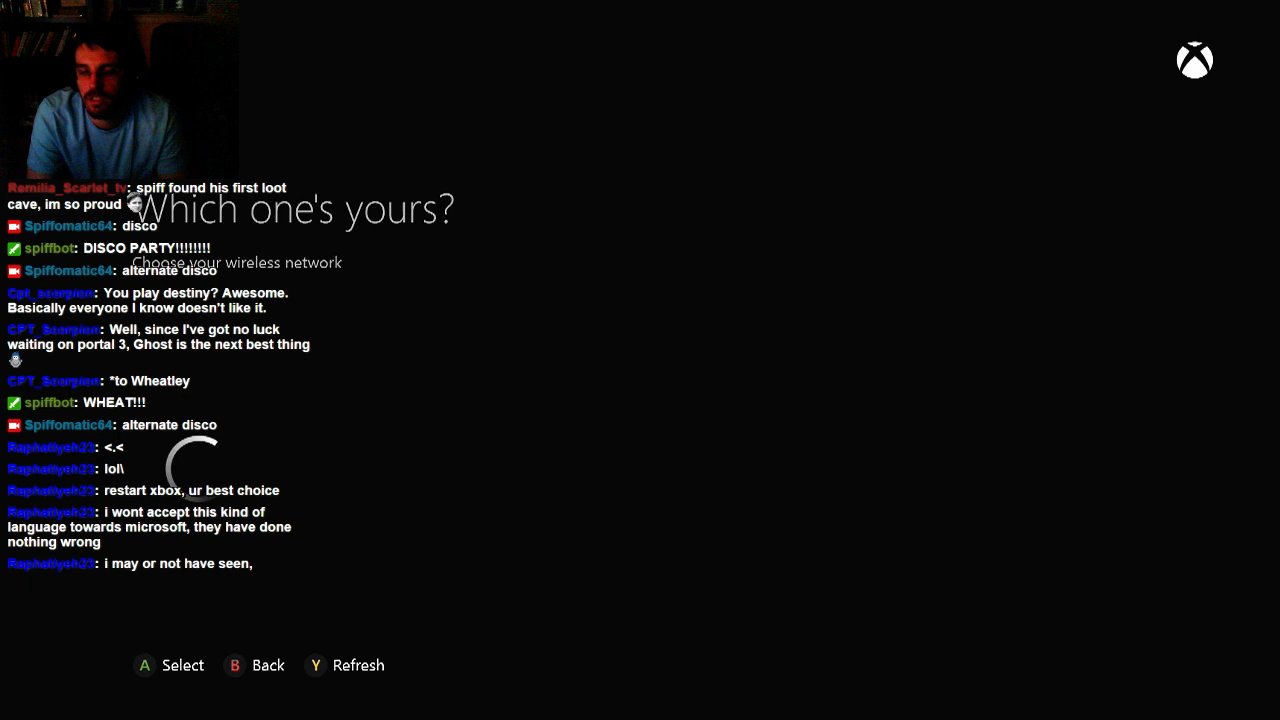 Remilia_Scarlet_tv: spiff found his first loot
cave, im so proud
Which one's yours?
Spiffomatic64: disco
spiffbot: DISCO PARTY!!!!!!!!
Choose your wireless network
Spiffomatic64: alternate disco
Cpt_scorpion: You play destiny? Awesome.
Basically everyone I know doesn't like it.
CPT_Scorpion: Well, since I've got no luck
waiting on portal 3, Ghost is the next best thing
CPT_Scorpion: *to Wheatley
spiffbot: WHEAT!!!
Spiffomatic64: alternate disco
: <.<
: lol\
: restart xbox, ur best choice
: i wont accept this kind of
language towards microsoft, they have done
nothing wrong
: i may or not have seen,
A Select B Back Y Refresh